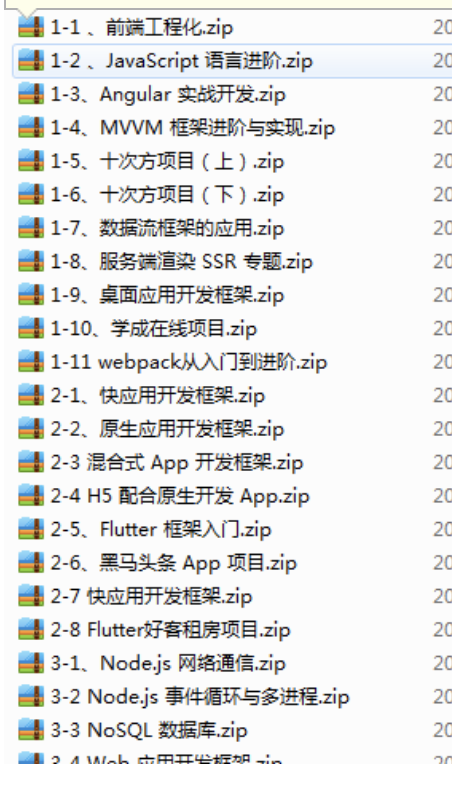 1-1 、前端工程化.zip 20
1-2 、JavaScript 语言进阶.zip 20
1-3、Angular 实战开发.zip 20
1-4、MVVM 框架进阶与实现.zip 20
1-5、十次方项目（上）.zip 20
1-6、十次方项目（下）.zip 20
1-7、数据流框架的应用.zip 20
1-8、服务端渲染 SSR 专题.zip 20
1-9、桌面应用开发框架.zip 20
1-10、学成在线项目.zip 20
1-11 webpack从入门到进阶.zip 20
2-1、快应用开发框架.zip 20
2-2、原生应用开发框架.zip 20
2-3 混合式 App 开发框架.zip 20
2-4 H5 配合原生开发 App.zip 20
2-5、Flutter 框架入门.zip 20
2-6、黑马头条 App 项目.zip 20
2-7 快应用开发框架.zip 20
2-8 Flutter好客租房项目.zip 20
3-1、Node.js 网络通信.zip 20
3-2 Node.js 事件循环与多进程.zip 20
3-3 NoSQL 数据库.zip 20
3-4 Web 应用开发框架.zip 20